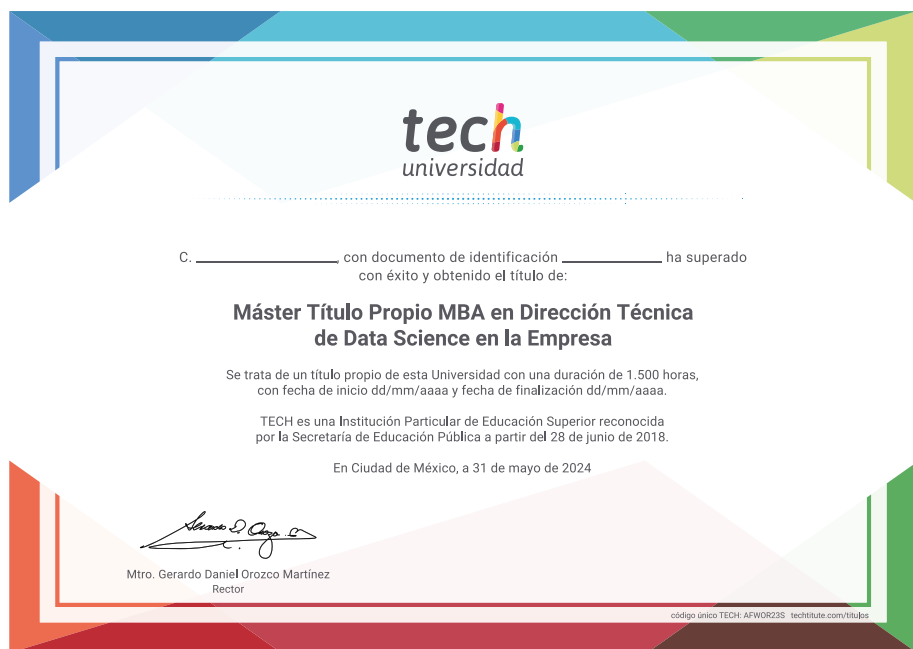 tech
universidad
C. ____________________, con documento de identificación ______________ ha superado
con éxito y obtenido el título de:
Máster Título Propio MBA en Dirección Técnica
de Data Science en la Empresa
Se trata de un título propio de esta Universidad con una duración de 1.500 horas,
con fecha de inicio dd/mm/aaaa y fecha de finalización dd/mm/aaaa.
TECH es una Institución Particular de Educación Superior reconocida
por la Secretaría de Educación Pública a partir del 28 de junio de 2018.
En Ciudad de México, a 31 de mayo de 2024
Mtro. Gerardo Daniel Orozco Martínez
Rector
código único TECH: AFWOR23S techtitute.com/titulos